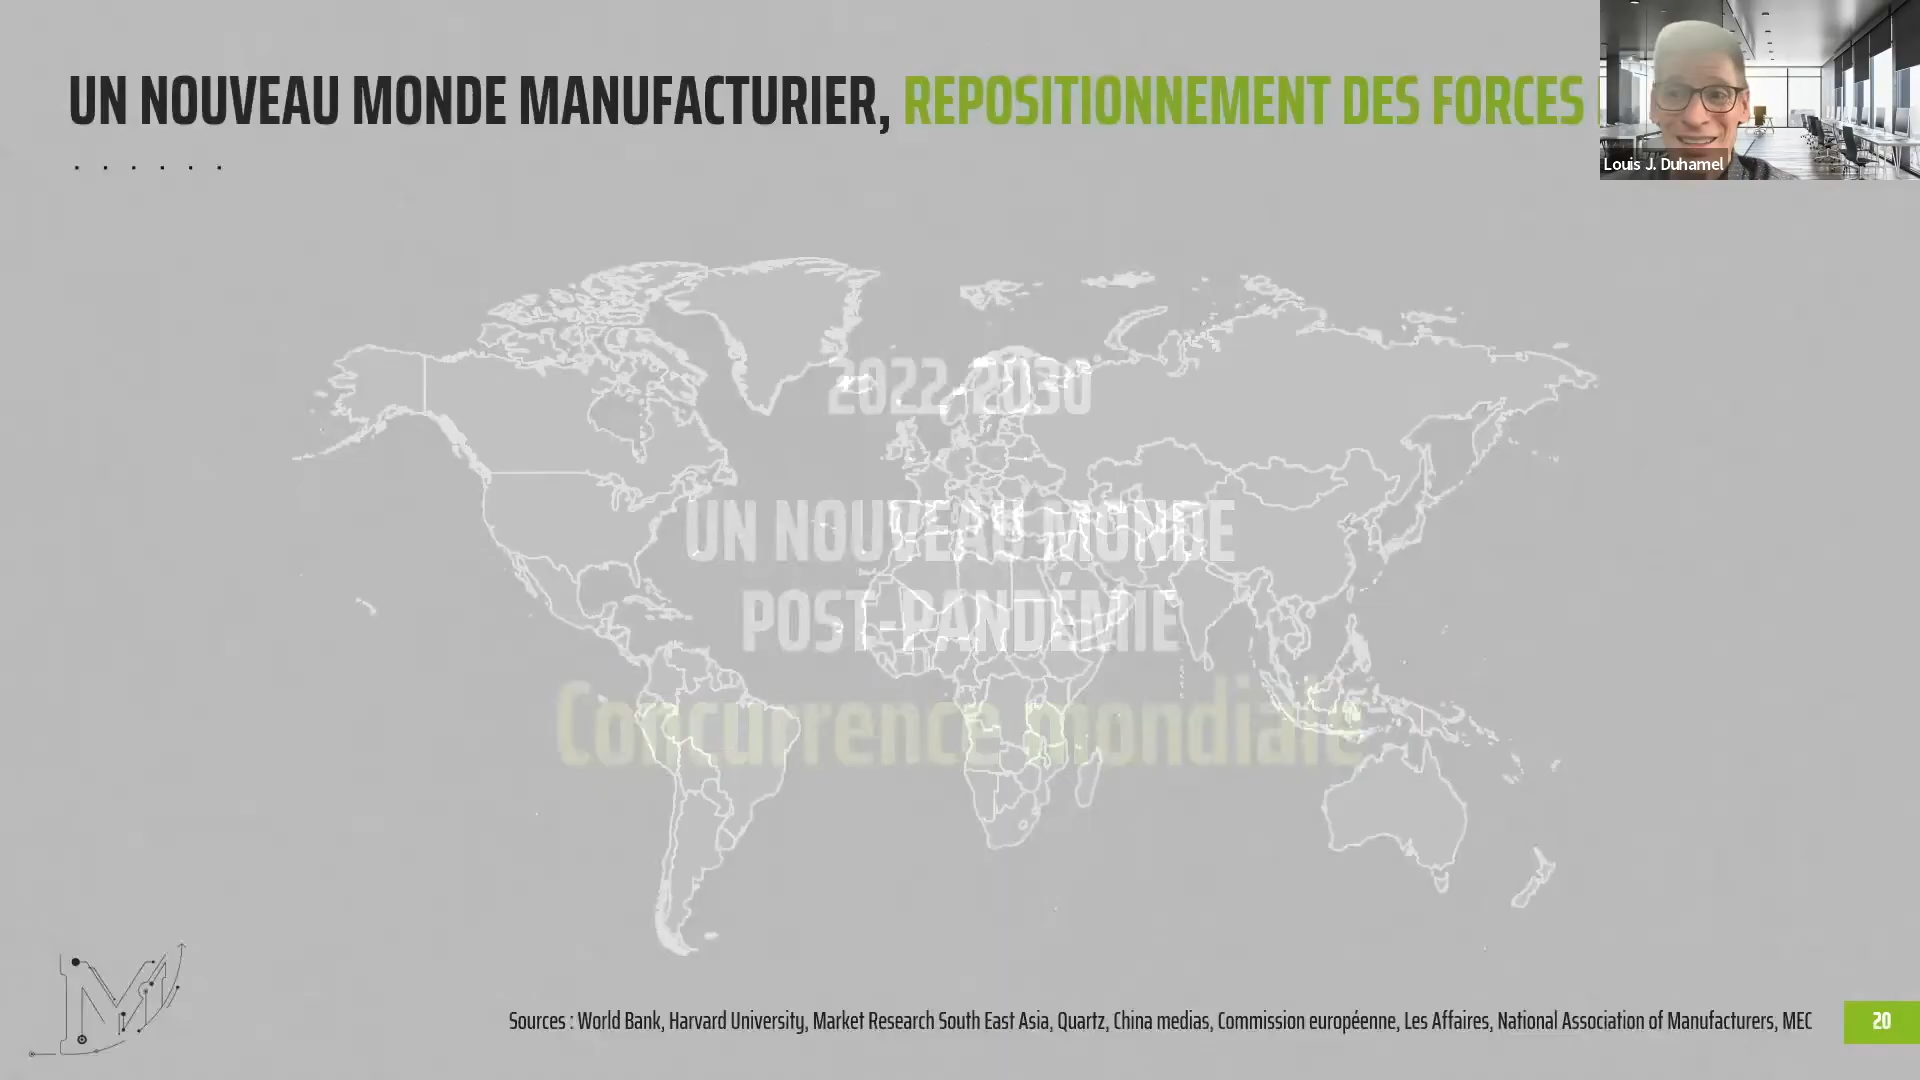 UN NOUVEAU MONDE MANUFACTURIER, REPOSITIONNEMENT DES FORCES
Louis J. Duhamel
2022-2030
UN NOUVEAU MONDE
POST-PANDÉMIE
Concurrence mondiale
Sources : World Bank, Harvard University, Market Research South East Asia, Quartz, China medias, Commission européenne, Les Affaires, National Association of Manufacturers, MEC
20